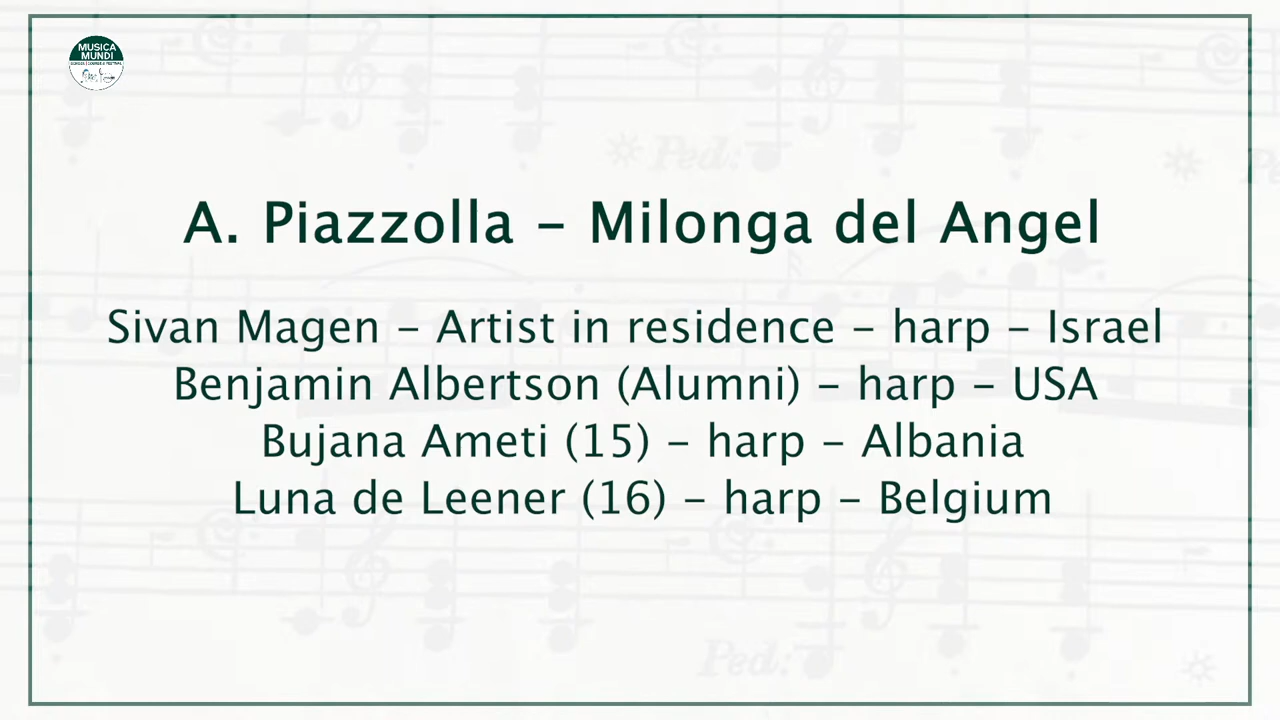 MUSICA
MUNDI
A. Piazzolla – Milonga del Angel
Sivan Magen – Artist in residence – harp – Israel
Benjamin Albertson (Alumni) – harp – USA
Bujana Ameti (15) – harp – Albania
Luna de Leener (16) – harp – Belgium
Ped:
Ped: